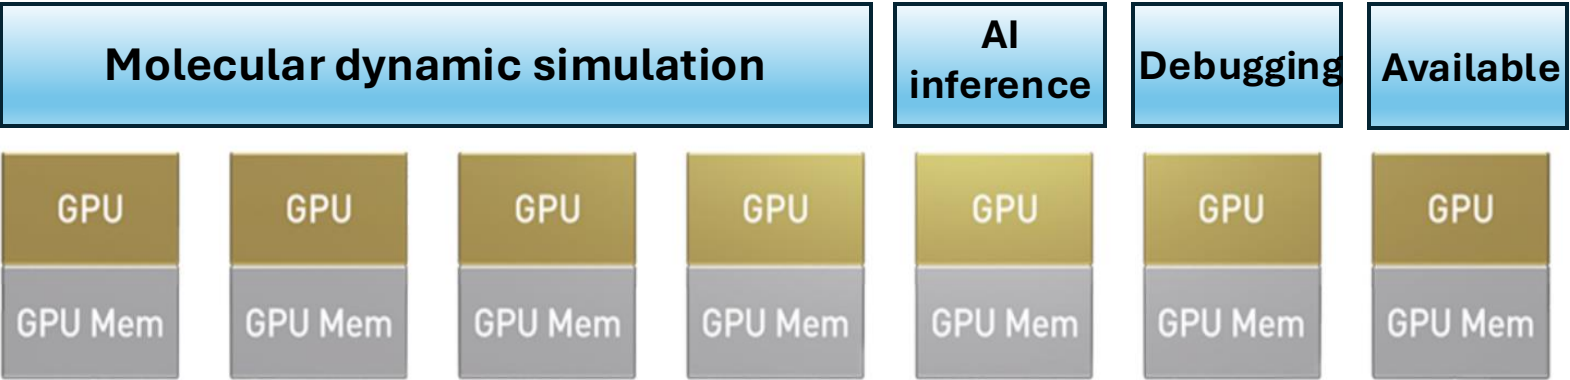 Molecular dynamic simulation
AI
inference
Debugging
Available
GPU GPU GPU GPU GPU GPU GPU
GPU Mem GPU Mem GPU Mem GPU Mem GPU Mem GPU Mem GPU Mem